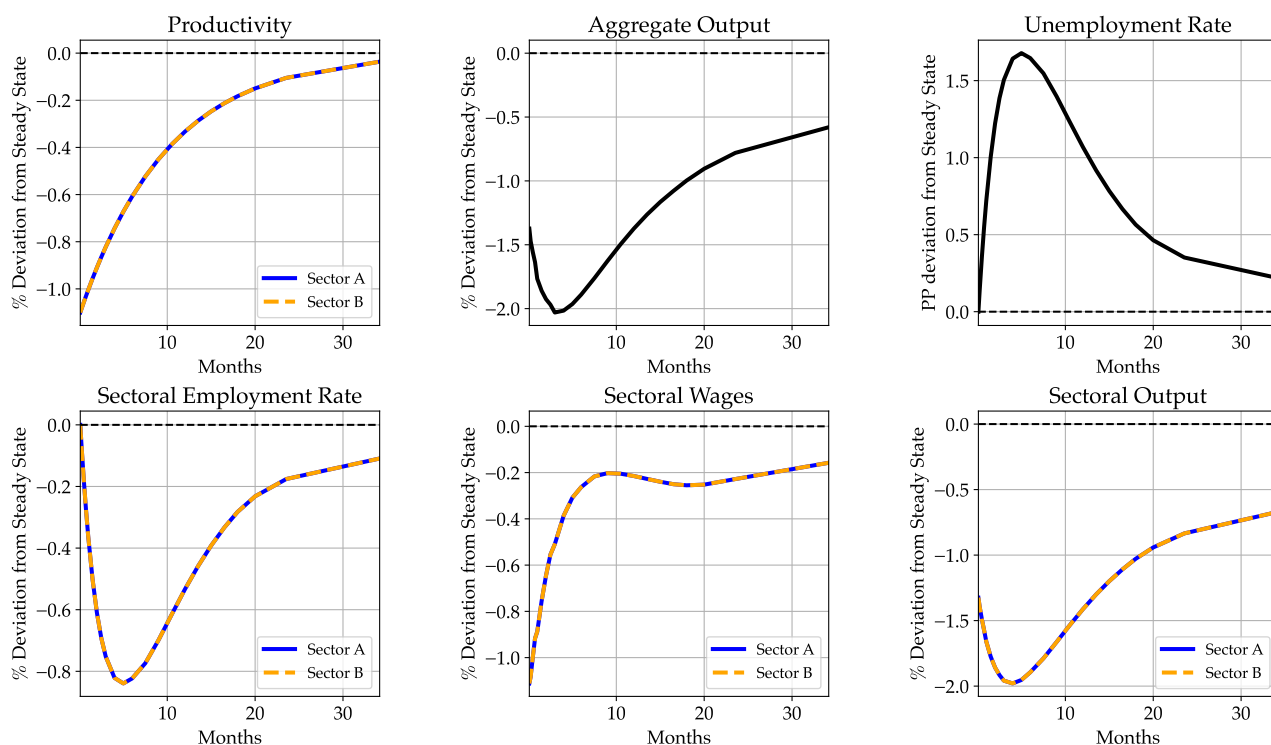 Productivity
% Deviation from Steady State
0.0
−0.2
−0.4
−0.6
−0.8
−1.0
Sector A
Sector B
10 20 30
Months
Aggregate Output
% Deviation from Steady State
0.0
−0.5
−1.0
−1.5
−2.0
10 20 30
Months
Unemployment Rate
PP deviation from Steady State
1.5
1.0
0.5
0.0
10 20 30
Months
Sectoral Employment Rate
% Deviation from Steady State
0.0
−0.2
−0.4
−0.6
−0.8
Sector A
Sector B
10 20 30
Months
Sectoral Wages
% Deviation from Steady State
0.0
−0.2
−0.4
−0.6
−0.8
−1.0
Sector A
Sector B
10 20 30
Months
Sectoral Output
% Deviation from Steady State
0.0
−0.5
−1.0
−1.5
−2.0
Sector A
Sector B
10 20 30
Months